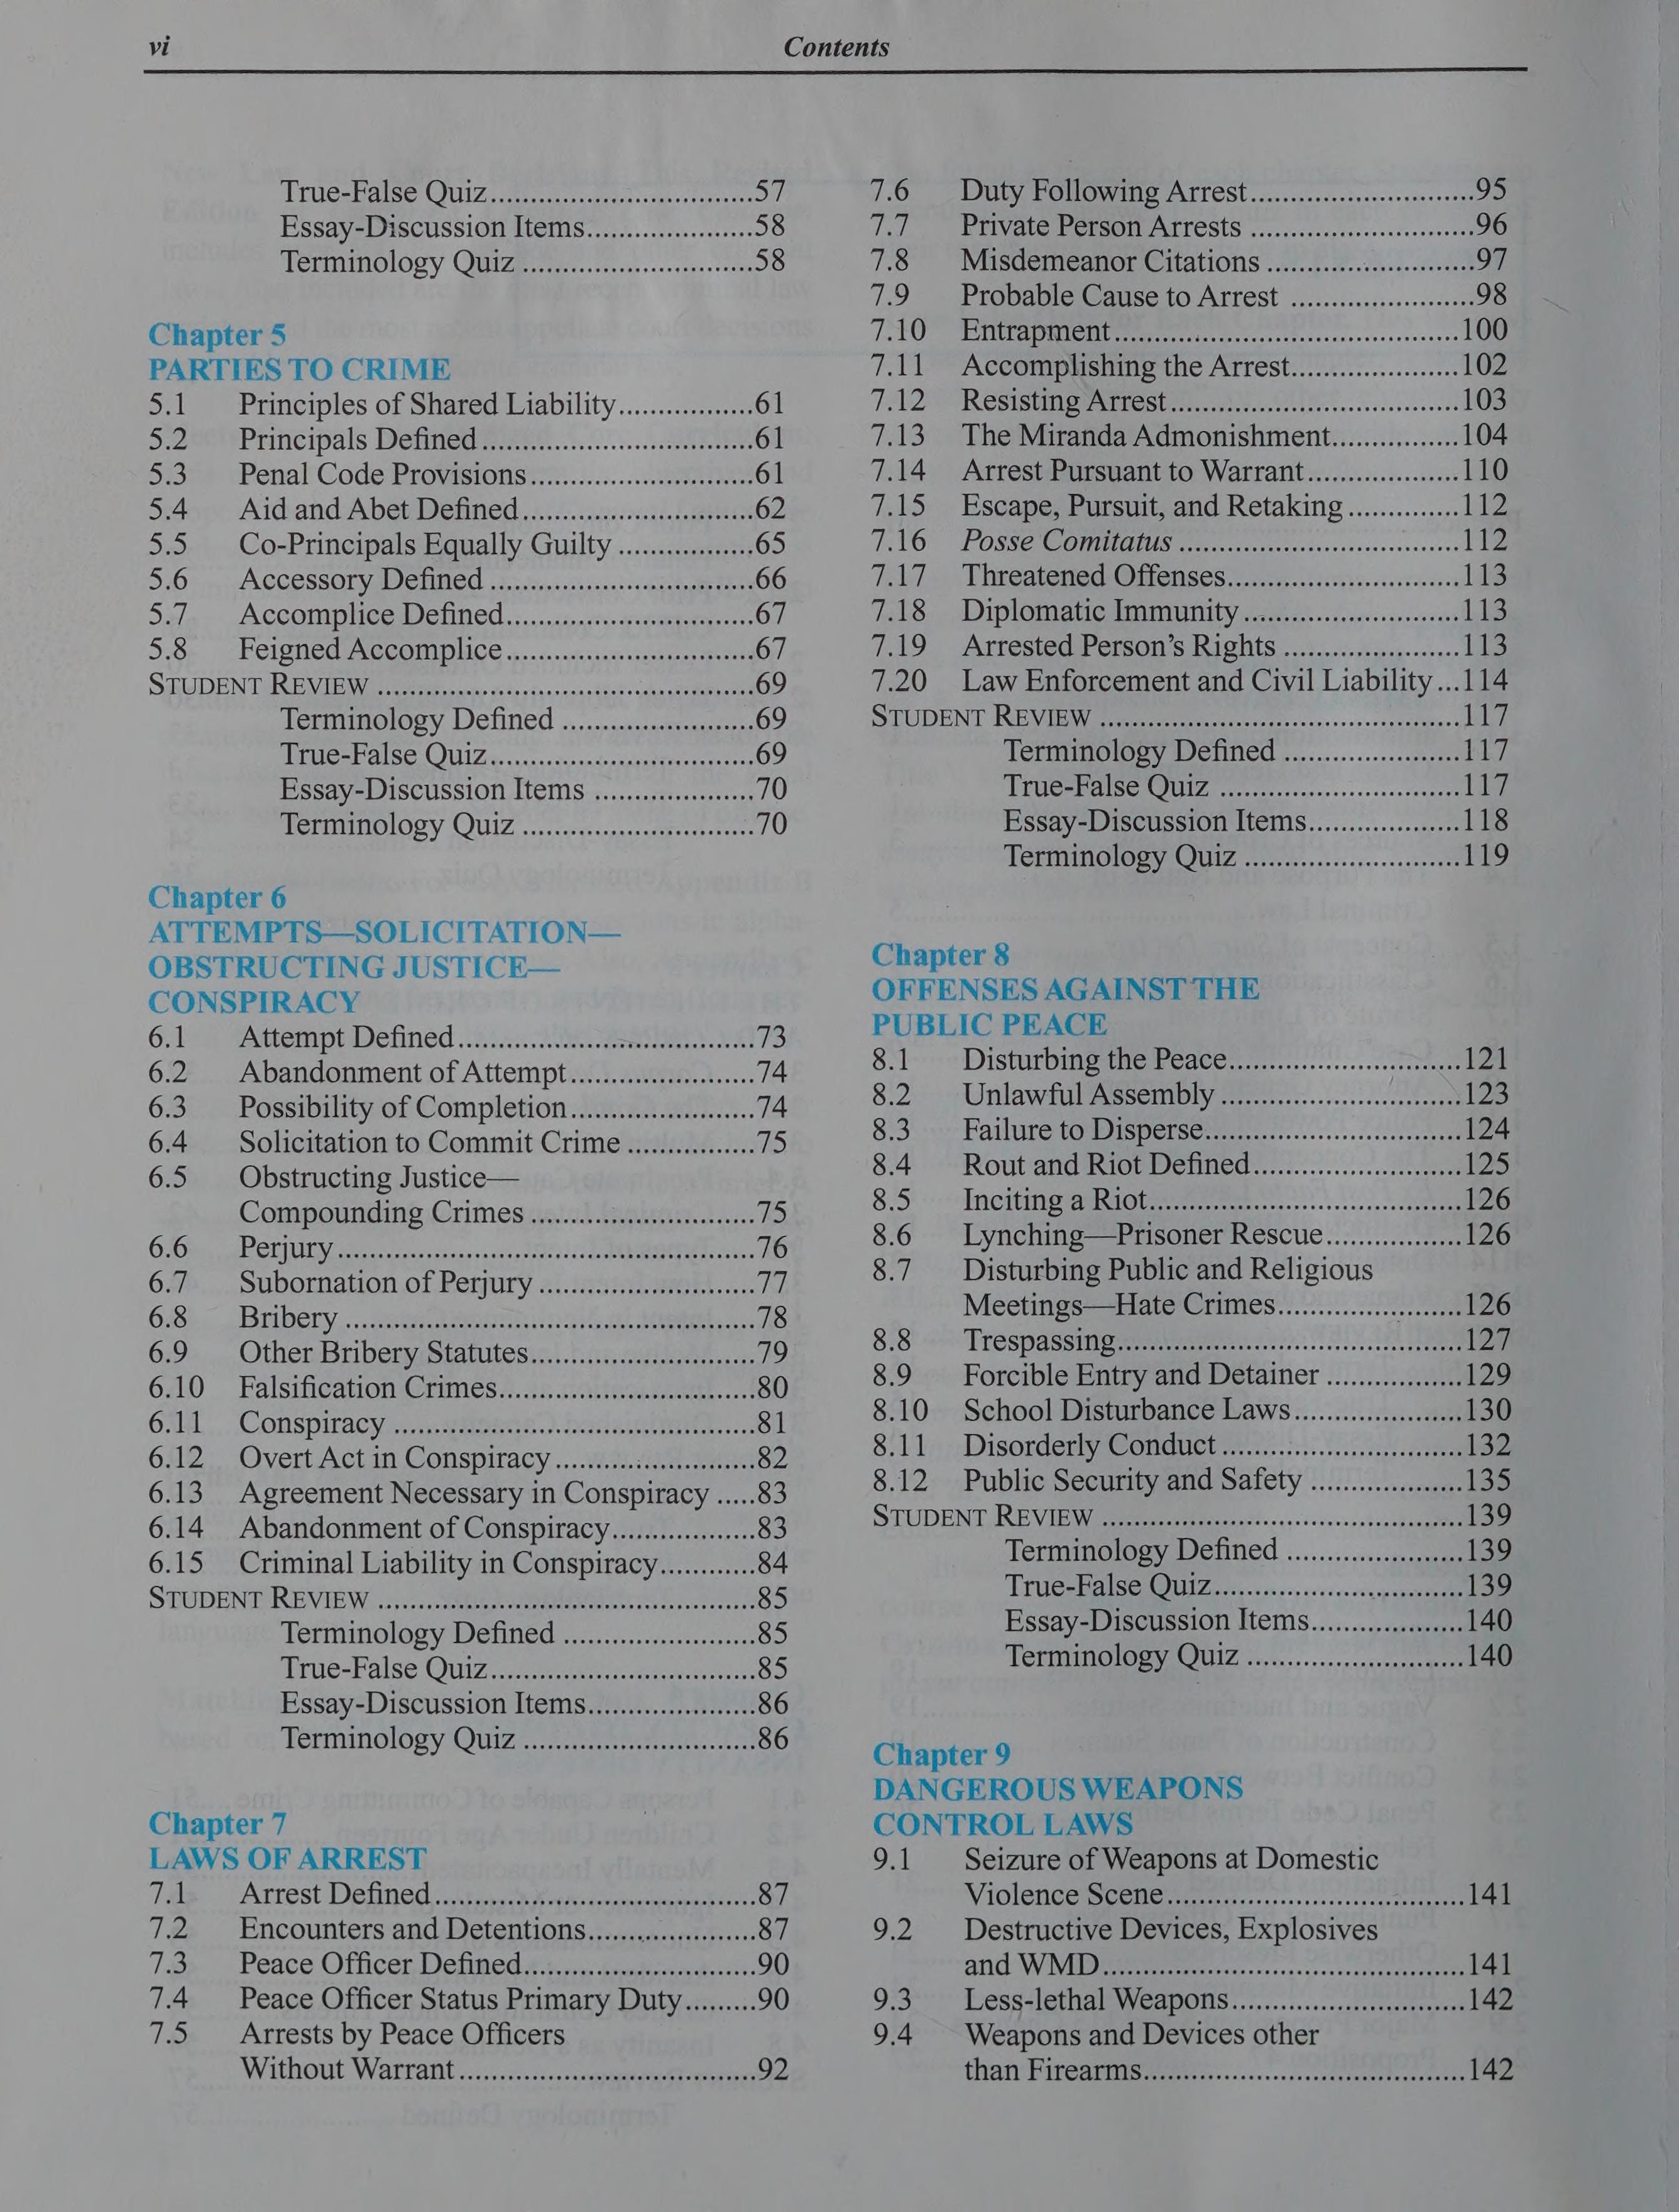 vi
Contents
True-False Quiz.......................................57
Essay-Discussion Items.........................58
Terminology Quiz..................................58
Chapter 5
PARTIES TO CRIME
5.1 Principles of Shared Liability....................61
5.2 Principals Defined........................................61
5.3 Penal Code Provisions.................................61
5.4 Aid and Abet Defined..................................62
5.5 Co-Principals Equally Guilty....................65
5.6 Accessory Defined.......................................66
5.7 Accomplice Defined.....................................67
5.8 Feigned Accomplice.....................................67
STUDENT REVIEW.......................................................69
Terminology Defined............................69
True-False Quiz.......................................69
Essay-Discussion Items........................70
Terminology Quiz..................................70
Chapter 6
ATTEMPTS—SOLICITATION—
OBSTRUCTING JUSTICE—
CONSPIRACY
6.1 Attempt Defined...........................................73
6.2 Abandonment of Attempt...........................74
6.3 Possibility of Completion...........................74
6.4 Solicitation to Commit Crime...................75
6.5 Obstructing Justice—
Compounding Crimes.................................75
6.6 Perjury.............................................................76
6.7 Subornation of Perjury................................77
6.8 Bribery............................................................78
6.9 Other Bribery Statutes.................................79
6.10 Falsification Crimes......................................80
6.11 Conspiracy.....................................................81
6.12 Overt Act in Conspiracy.............................82
6.13 Agreement Necessary in Conspiracy.....83
6.14 Abandonment of Conspiracy.....................83
6.15 Criminal Liability in Conspiracy.............84
STUDENT REVIEW.......................................................85
Terminology Defined............................85
True-False Quiz.......................................85
Essay-Discussion Items.........................86
Terminology Quiz..................................86
Chapter 7
LAWS OF ARREST
7.1 Arrest Defined...............................................87
7.2 Encounters and Detentions.........................87
7.3 Peace Officer Defined..................................90
7.4 Peace Officer Status Primary Duty.........90
7.5 Arrests by Peace Officers
Without Warrant...........................................92
7.6 Duty Following Arrest................................95
7.7 Private Person Arrests................................96
7.8 Misdemeanor Citations..............................97
7.9 Probable Cause to Arrest...........................98
7.10 Entrapment..................................................100
7.11 Accomplishing the Arrest........................102
7.12 Resisting Arrest..........................................103
7.13 The Miranda Admonishment..................104
7.14 Arrest Pursuant to Warrant......................110
7.15 Escape, Pursuit, and Retaking................112
7.16 Posse Comitatus.........................................112
7.17 Threatened Offenses..................................113
7.18 Diplomatic Immunity................................113
7.19 Arrested Person's Rights..........................113
7.20 Law Enforcement and Civil Liability...114
STUDENT REVIEW.....................................................117
Terminology Defined..........................117
True-False Quiz...................................117
Essay-Discussion Items......................118
Terminology Quiz................................119
Chapter 8
OFFENSES AGAINST THE
PUBLIC PEACE
8.1 Disturbing the Peace..................................121
8.2 Unlawful Assembly...................................123
8.3 Failure to Disperse.....................................124
8.4 Rout and Riot Defined..............................125
8.5 Inciting a Riot..............................................126
8.6 Lynching—Prisoner Rescue....................126
8.7 Disturbing Public and Religious
Meetings—Hate Crimes...........................126
8.8 Trespassing...................................................127
8.9 Forcible Entry and Detainer....................129
8.10 School Disturbance Laws.........................130
8.11 Disorderly Conduct...................................132
8.12 Public Security and Safety......................135
STUDENT REVIEW.....................................................139
Terminology Defined..........................139
True-False Quiz.....................................139
Essay-Discussion Items......................140
Terminology Quiz................................140
Chapter 9
DANGEROUS WEAPONS
CONTROL LAWS
9.1 Seizure of Weapons at Domestic
Violence Scene...........................................141
9.2 Destructive Devices, Explosives
and WMD.....................................................141
9.3 Less-lethal Weapons..................................142
9.4 Weapons and Devices other
than Firearms...............................................142